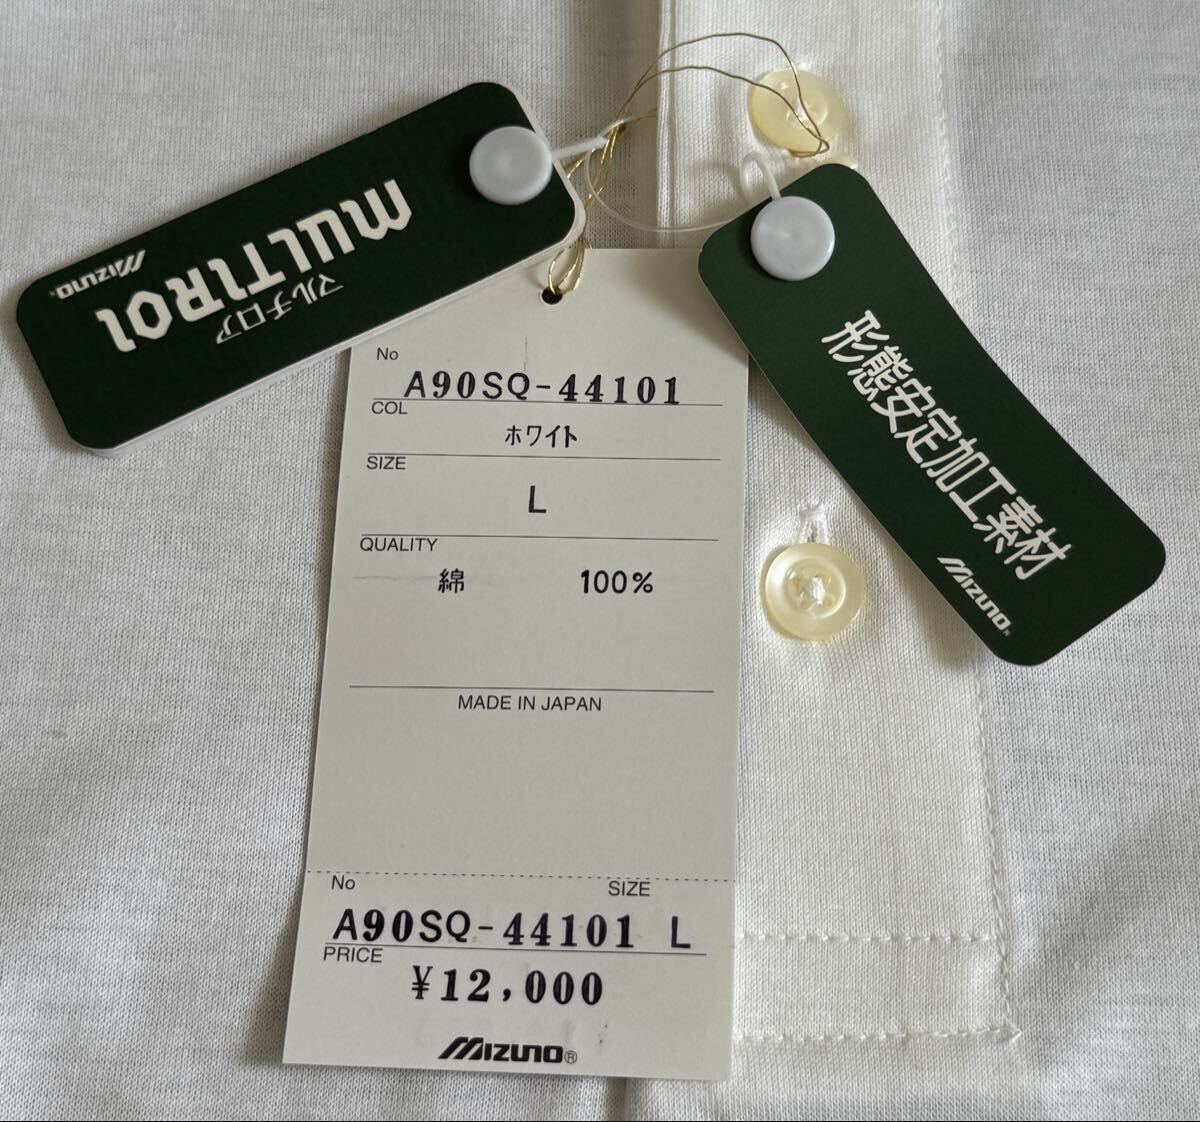 MULTIROI
マルチロア
MIZUNO®
形態安定加工素材
MIZUNO®
No
A90SQ-44101
COL
ホワイト
SIZE
L
QUALITY
綿 100%
MADE IN JAPAN
No SIZE
A90SQ-44101 L
PRICE
¥12,000
MIZUNO®